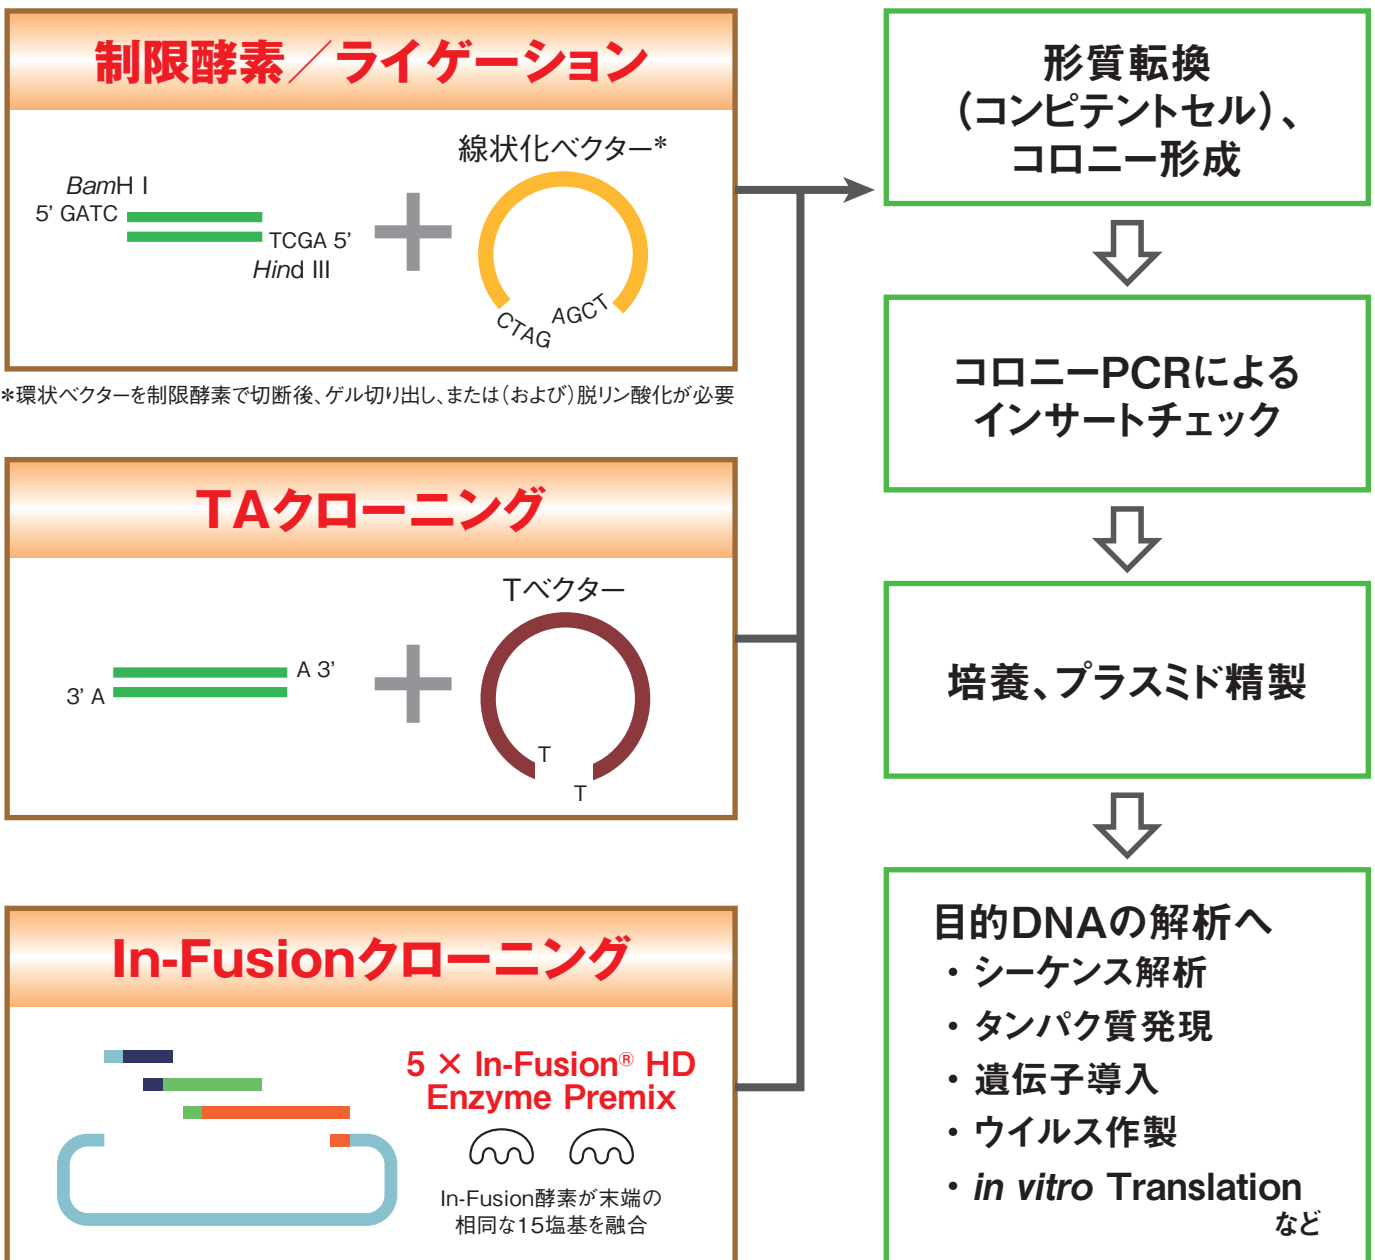 制限酵素／ライゲーション
線状化ベクター*
BamH I
5’ GATC
TCGA 5’
Hind III
CTAG
AGCT
*環状ベクターを制限酵素で切断後、ゲル切り出し、または（および）脱リン酸化が必要
TAクローニング
Tベクター
A 3’
3’ A
T
T
In-Fusionクローニング
5 × In-Fusion® HD
Enzyme Premix
In-Fusion酵素が末端の
相同な15塩基を融合
形質転換
（コンピテントセル）、
コロニー形成
コロニーPCRによる
インサートチェック
培養、プラスミド精製
目的DNAの解析へ
・シーケンス解析
・タンパク質発現
・遺伝子導入
・ウイルス作製
・in vitro Translation
など